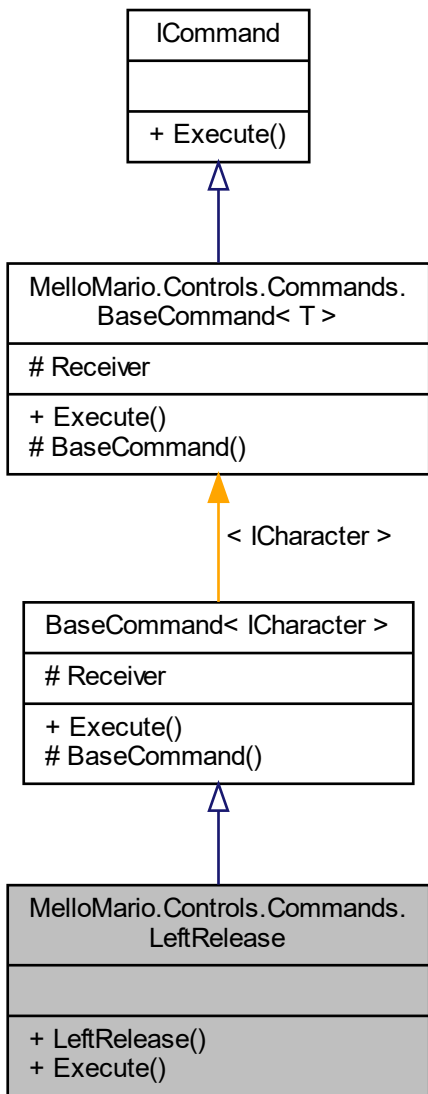 ICommand
+ Execute()
MelloMario.Controls.Commands.
BaseCommand< T >
# Receiver
+ Execute()
# BaseCommand()
< ICharacter >
BaseCommand< ICharacter >
# Receiver
+ Execute()
# BaseCommand()
MelloMario.Controls.Commands.
LeftRelease
+ LeftRelease()
+ Execute()